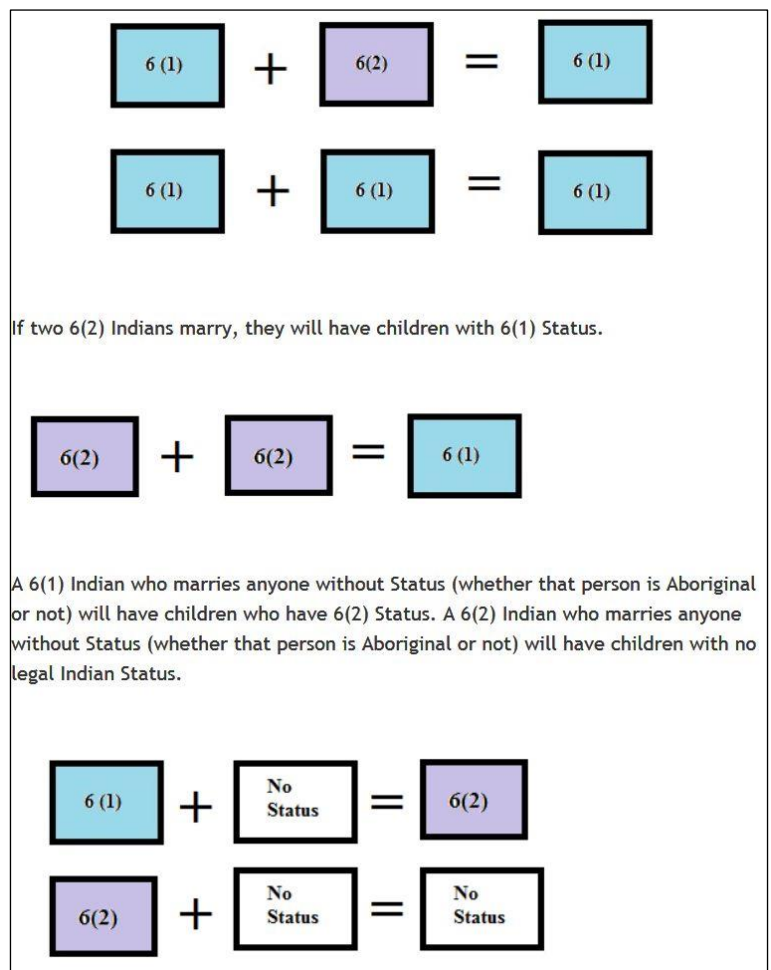 6 (1) + 6(2) = 6 (1)
6 (1) + 6 (1) = 6 (1)
If two 6(2) Indians marry, they will have children with 6(1) Status.
6(2) + 6(2) = 6 (1)
A 6(1) Indian who marries anyone without Status (whether that person is Aboriginal
or not) will have children who have 6(2) Status. A 6(2) Indian who marries anyone
without Status (whether that person is Aboriginal or not) will have children with no
legal Indian Status.
6 (1) + No Status = 6(2)
6(2) + No Status = No Status